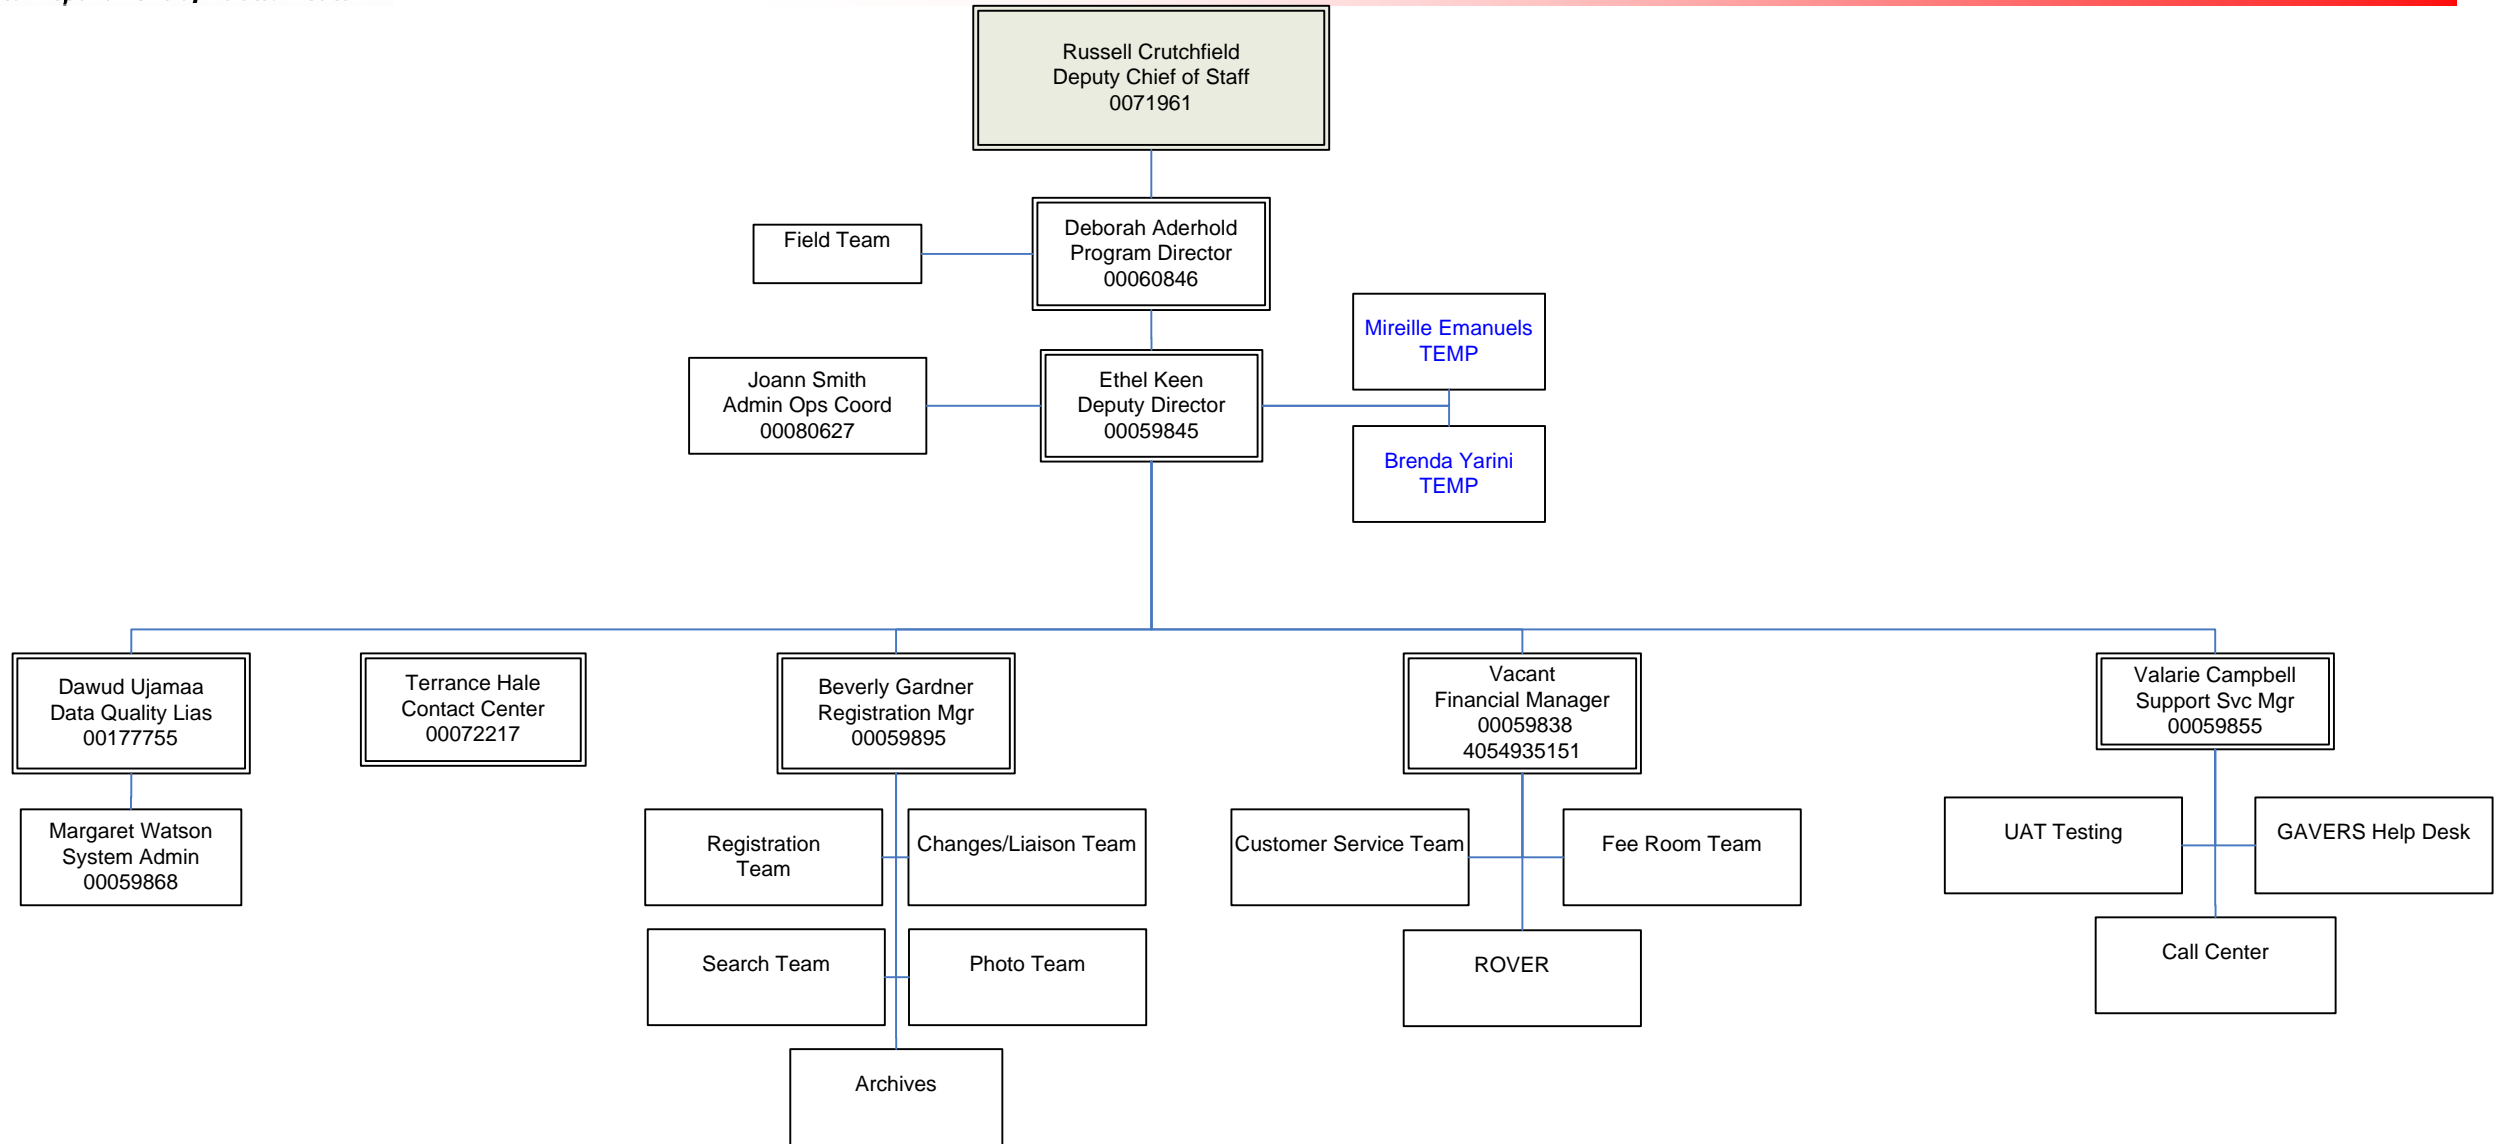 Russell Crutchfield
Deputy Chief of Staff
0071961
Field Team
Deborah Aderhold
Program Director
00060846
Mireille Emanuels
TEMP
Joann Smith
Admin Ops Coord
00080627
Ethel Keen
Deputy Director
00059845
Brenda Yarini
TEMP
Dawud Ujamaa
Data Quality Lias
00177755
Terrance Hale
Contact Center
00072217
Beverly Gardner
Registration Mgr
00059895
Vacant
Financial Manager
00059838
4054935151
Valarie Campbell
Support Svc Mgr
00059855
Margaret Watson
System Admin
00059868
Registration
Team
Changes/Liaison Team
Customer Service Team
Fee Room Team
UAT Testing
GAVERS Help Desk
Search Team
Photo Team
ROVER
Call Center
Archives